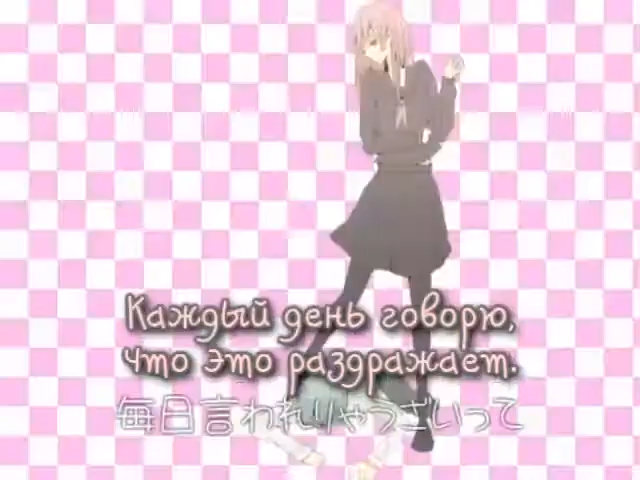 Каждый день говорю,
что это раздражает.
毎日言われりゃうざいって